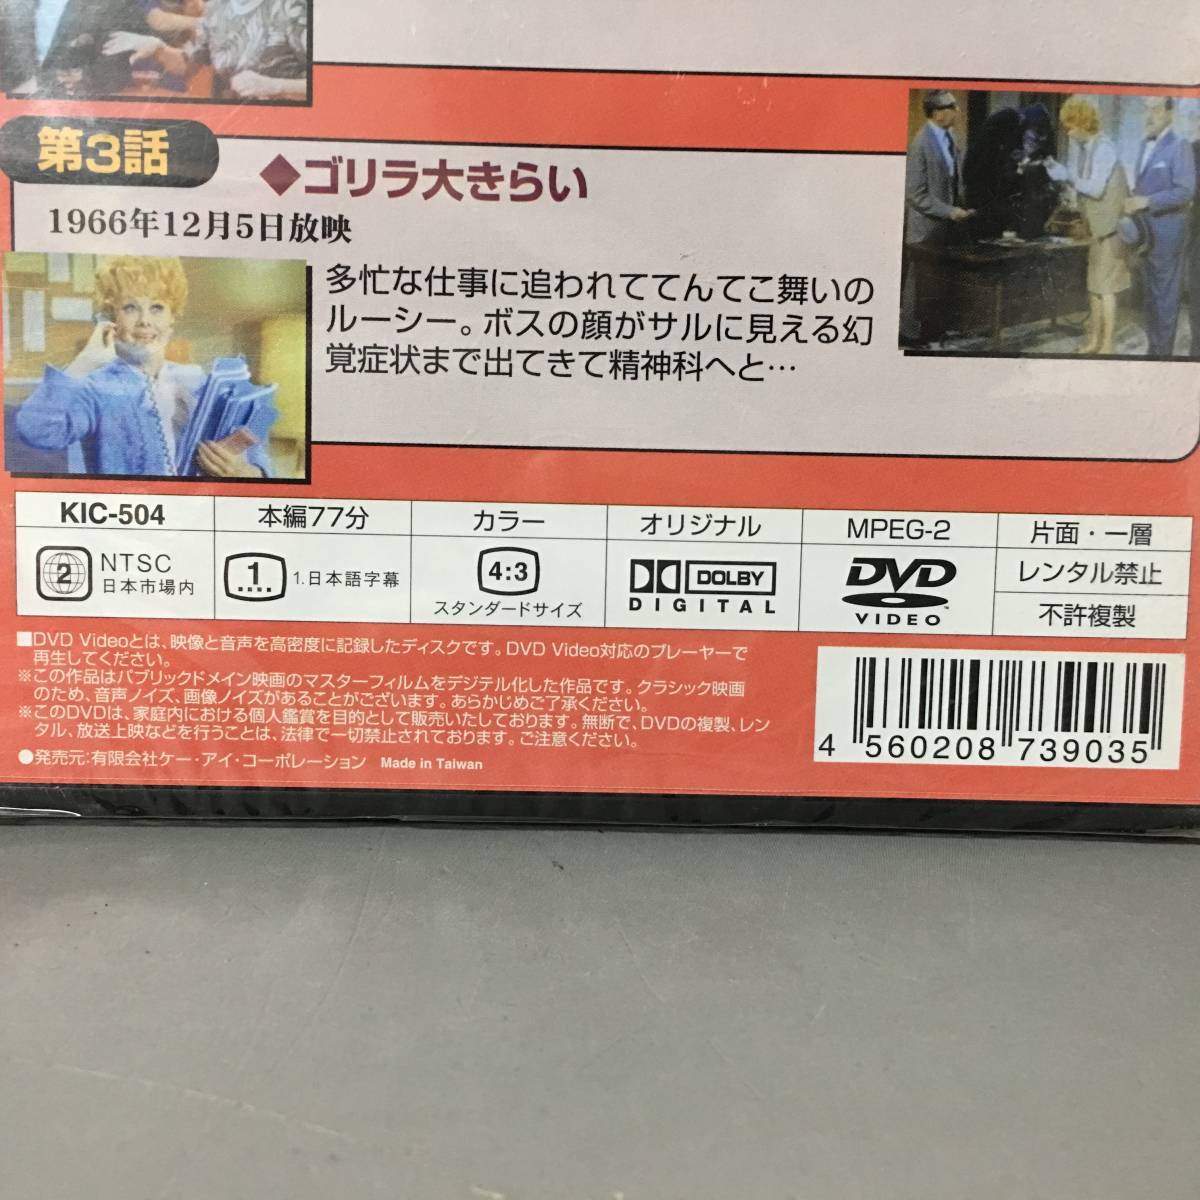 第3話
◆ゴリラ大きらい
1966年12月5日放映
多忙な仕事に追われててんてこ舞いの
ルーシー。ボスの顔がサルに見える幻
覚症状まで出てきて精神科へと…
KIC-504
本編77分
カラー
オリジナル
MPEG-2
片面・一層
2
NTSC
日本市場内
1
1.日本語字幕
4:3
スタンダードサイズ
DOLBY
DIGITAL
DVD
VIDEO
レンタル禁止
不許複製
■DVD Videoとは、映像と音声を高密度に記録したディスクです。DVD Video対応のプレーヤーで
再生してください。
※この作品はパブリックドメイン映画のマスターフィルムをデジテル化した作品です。クラシック映画
のため、音声ノイズ、画像ノイズがあることがございます。あらかじめご了承ください。
※このDVDは、家庭内における個人鑑賞を目的として販売いたしております。無断で、DVDの複製、レン
タル、放送上映などを行うことは、法律で一切禁止されております。ご注意ください。
●発売元:有限会社ケー・アイ・コーポレーション Made in Taiwan
4 560208 739035